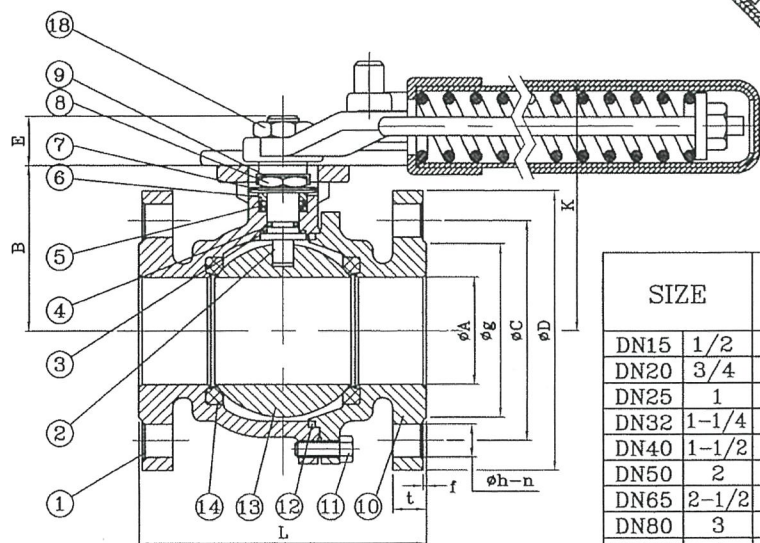 18
9
8
7
6
5
4
3
2
1
E
B
K
øA
øg
øC
øD
øh-n
f
t
L
14
13
12
11
10
SIZE
DN15 1/2
DN20 3/4
DN25 1
DN32 1-1/4
DN40 1-1/2
DN50 2
DN65 2-1/2
DN80 3